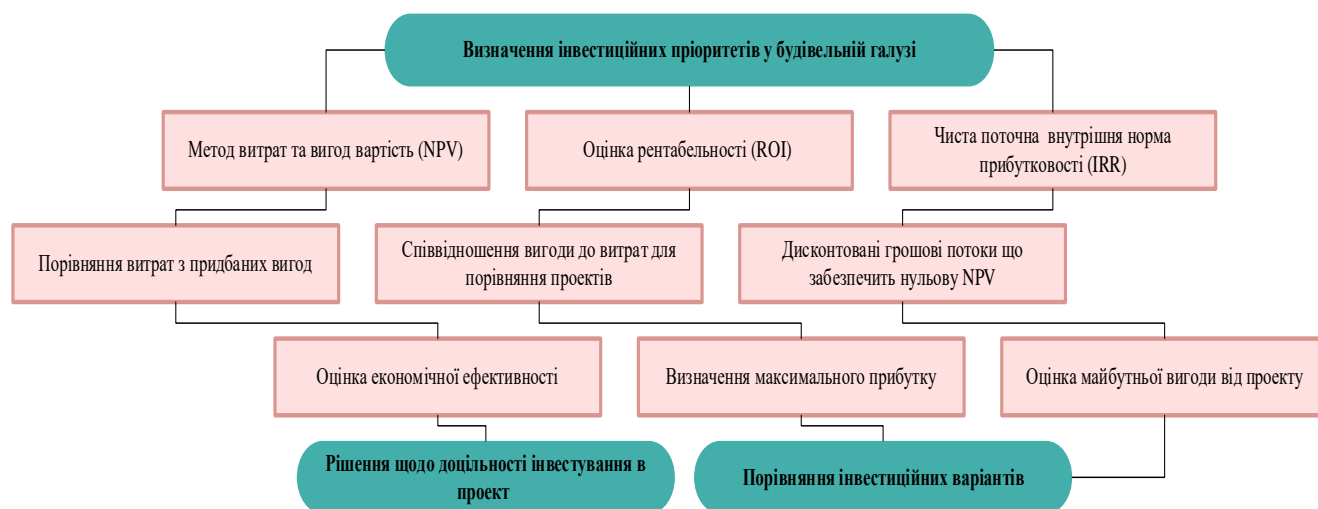 Визначення інвестиційних пріоритетів у будівельній галузі
Метод витрат та вигод вартість (NPV)
Оцінка рентабельності (ROI)
Чиста поточна внутрішня норма
прибутковості (IRR)
Порівняння витрат з придбаних вигод
Співвідношення вигоди до витрат для
порівняння проектів
Дисконтовані грошові потоки що
забезпечить нульову NPV
Оцінка економічної ефективності
Визначення максимального прибутку
Оцінка майбутньої вигоди від проекту
Рішення щодо доцільності інвестування в
проект
Порівняння інвестиційних варіантів